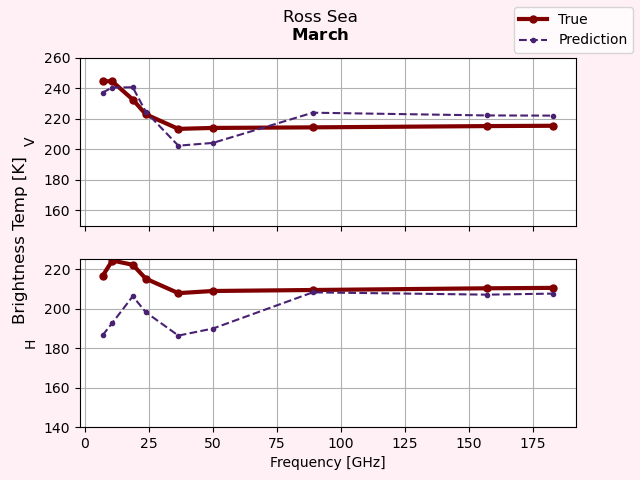 Ross Sea
March
True
Prediction
260
240
220
200
180
160
V
Brightness Temp [K]
220
200
180
160
140
H
0 25 50 75 100 125 150 175
Frequency [GHz]